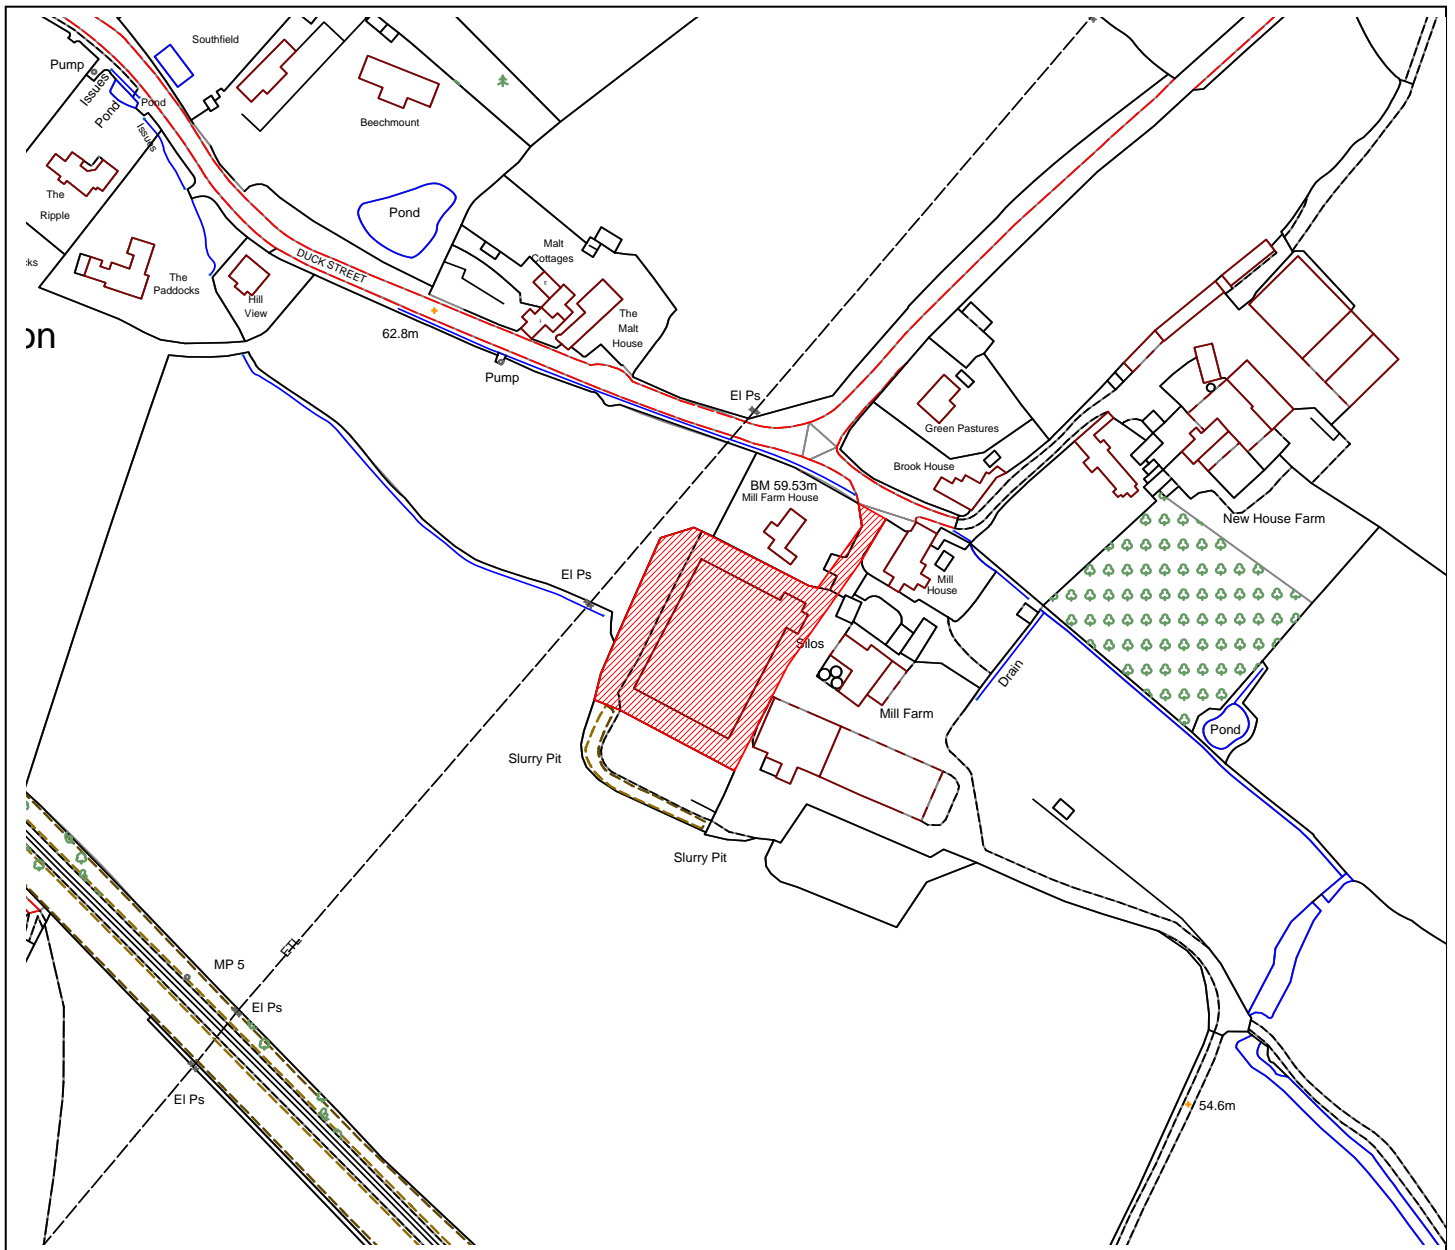 Southfield
Pump
Issues
Pond
Pond
Issues
Beechmount
The
Ripple
Pond
Malt
Cottages
cks
The
Paddocks
DUCK STREET
Hill
View
The
Malt
House
on
62.8m
Pump
El Ps
Green Pastures
Brook House
BM 59.53m
Mill Farm House
New House Farm
El Ps
Mill
House
Silos
Drain
Mill Farm
Pond
Slurry Pit
Slurry Pit
ETL
MP 5
El Ps
El Ps
54.6m